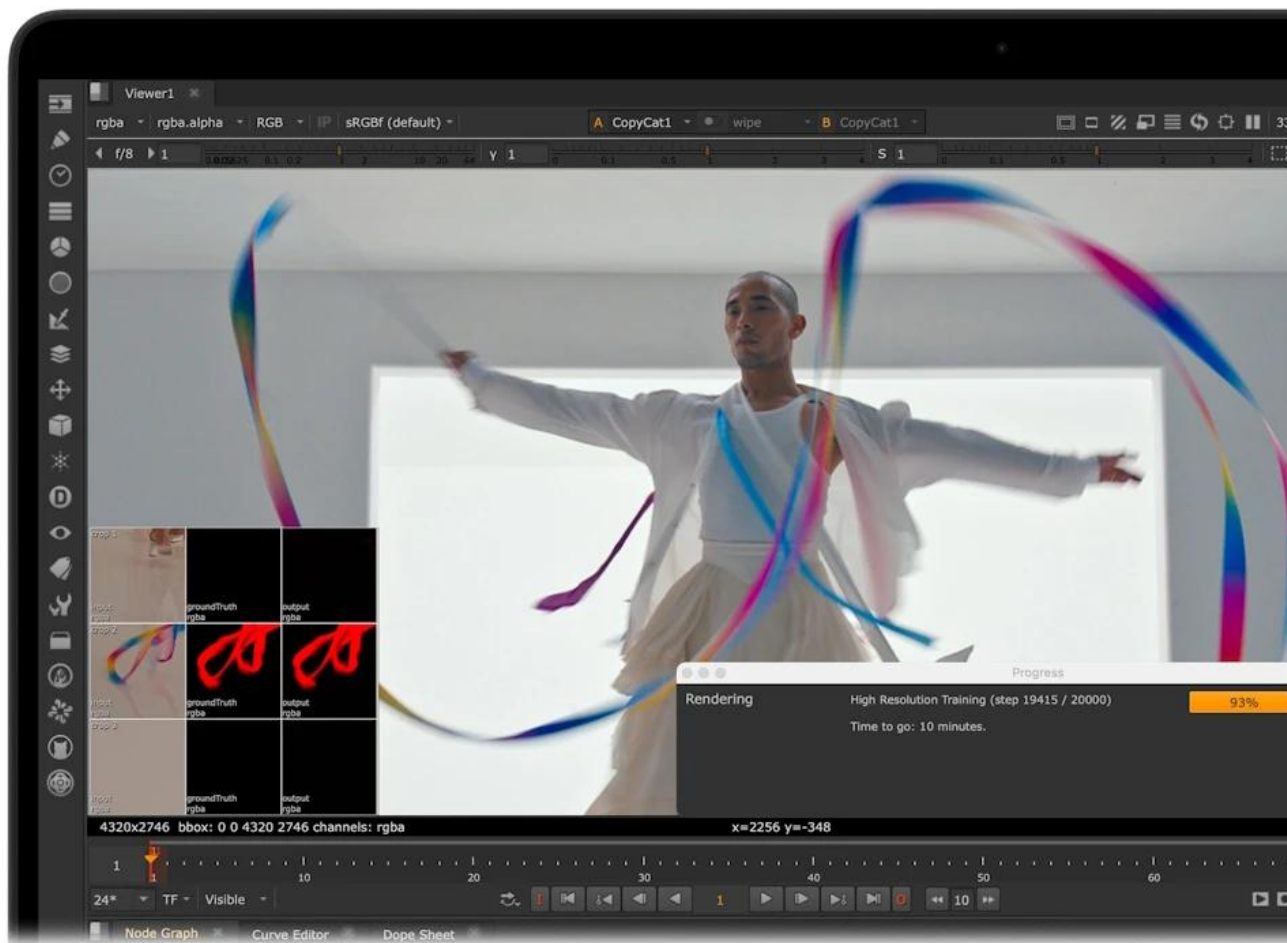 Viewer1
rgba rgba.alpha RGB IP sRGBf (default) A CopyCat1 wipe B CopyCat1
f/8 1 Y 1 S 1
crop 1
input groundTruth output
rgba rgba rgba
crop 2
input groundTruth output
rgba rgba rgba
crop 3
input groundTruth output
rgba rgba rgba
Progress
Rendering High Resolution Training (step 19415 / 20000) 93%
Time to go: 10 minutes.
4320x2746 bbox: 0 0 4320 2746 channels: rgba x=2256 y=-348
1 1 10 20 30 40 50 60
24* TF Visible I 1 O 10
Node Graph Curve Editor Dope Sheet